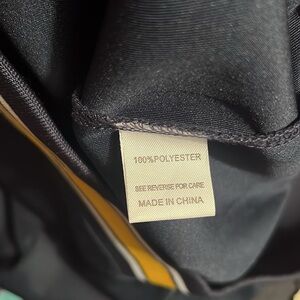 100%POLYESTER
SEE REVERSE FOR CARE
MADE IN CHINA